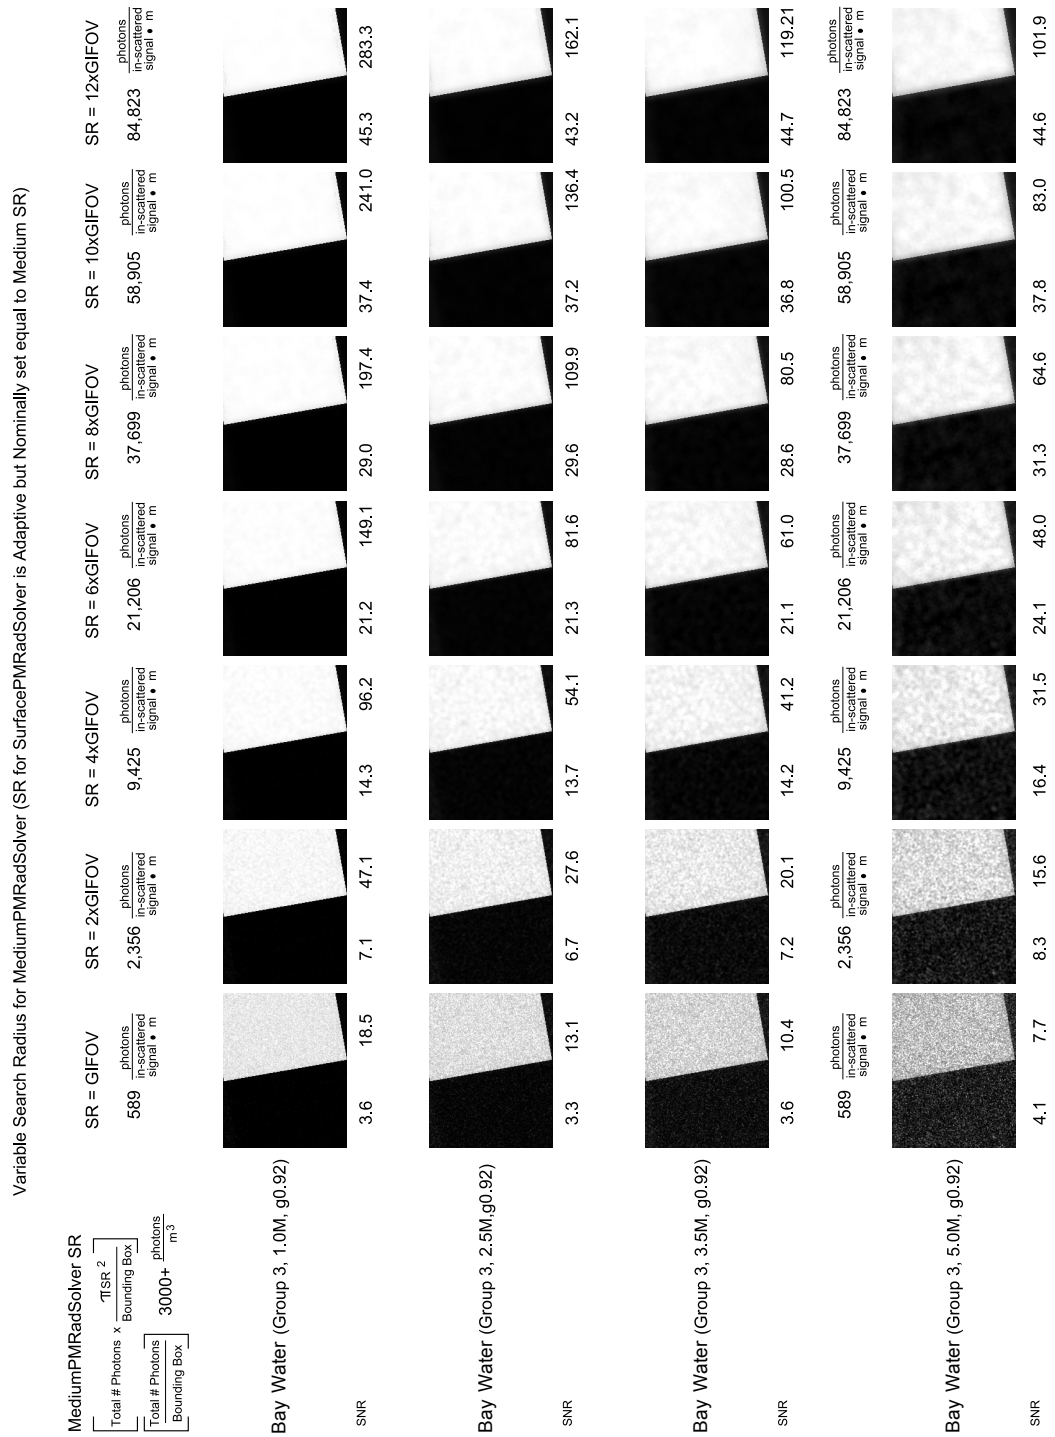 Variable Search Radius for MediumPMRadSolver (SR for SurfacePMRadSolver is Adaptive but Nominally set equal to Medium SR)
MediumPMRadSolver SR
SR = GIFOV
SR = 2xGIFOV
SR = 4xGIFOV
SR = 6xGIFOV
SR = 8xGIFOV
SR = 10xGIFOV
SR = 12xGIFOV
Total # Photons x πSR 2
Bounding Box
589 photons
in-scattered
signal • m
2,356 photons
in-scattered
signal • m
9,425 photons
in-scattered
signal • m
21,206 photons
in-scattered
signal • m
37,699 photons
in-scattered
signal • m
58,905 photons
in-scattered
signal • m
84,823 photons
in-scattered
signal • m
Total # Photons
Bounding Box
3000+ photons
m 3
Bay Water (Group 3, 1.0M, g0.92)
SNR 3.6 18.5 7.1 47.1 14.3 96.2 21.2 149.1 29.0 197.4 37.4 241.0 45.3 283.3
Bay Water (Group 3, 2.5M,g0.92)
SNR 3.3 13.1 6.7 27.6 13.7 54.1 21.3 81.6 29.6 109.9 37.2 136.4 43.2 162.1
Bay Water (Group 3, 3.5M, g0.92)
SNR 3.6 10.4 7.2 20.1 14.2 41.2 21.1 61.0 28.6 80.5 36.8 100.5 44.7 119.21
589 photons
in-scattered
signal • m
2,356 photons
in-scattered
signal • m
9,425 photons
in-scattered
signal • m
21,206 photons
in-scattered
signal • m
37,699 photons
in-scattered
signal • m
58,905 photons
in-scattered
signal • m
84,823 photons
in-scattered
signal • m
Bay Water (Group 3, 5.0M, g0.92)
SNR 4.1 7.7 8.3 15.6 16.4 31.5 24.1 48.0 31.3 64.6 37.8 83.0 44.6 101.9